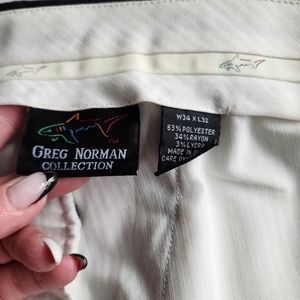 GREG NORMAN
COLLECTION
W34 X L32
63% POLYESTER
34% RAYON
3% LYCRA
MADE IN
CARE ON